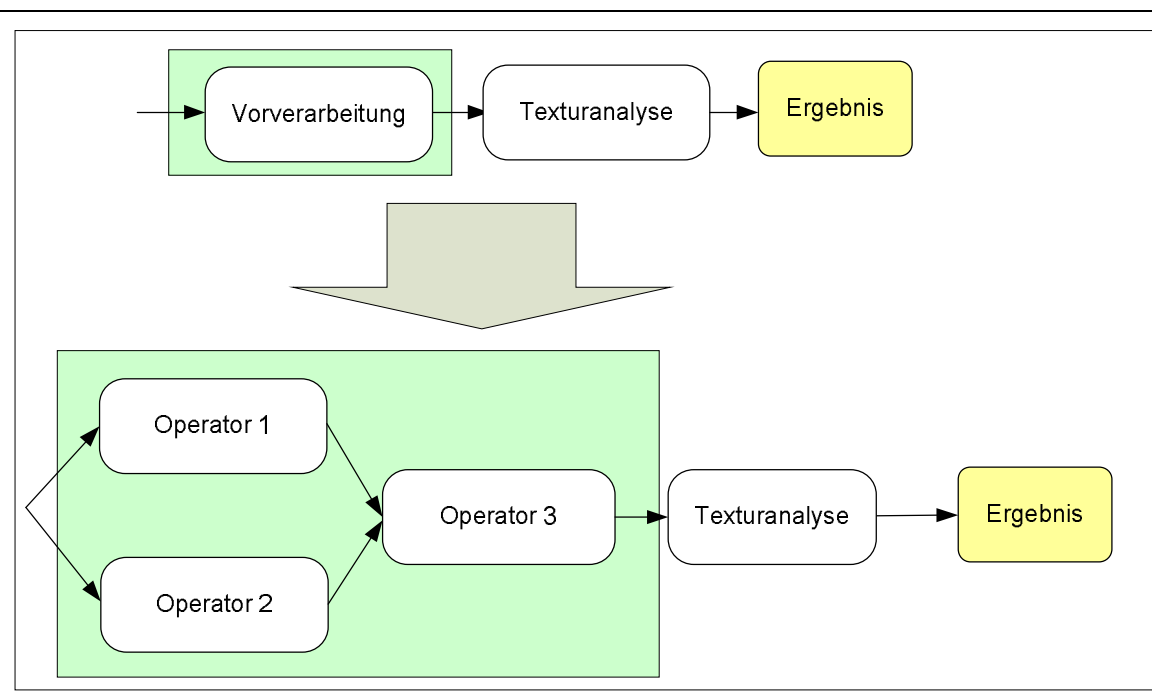 Vorverarbeitung
Texturanalyse
Ergebnis
Operator 1
Operator 2
Operator 3
Texturanalyse
Ergebnis